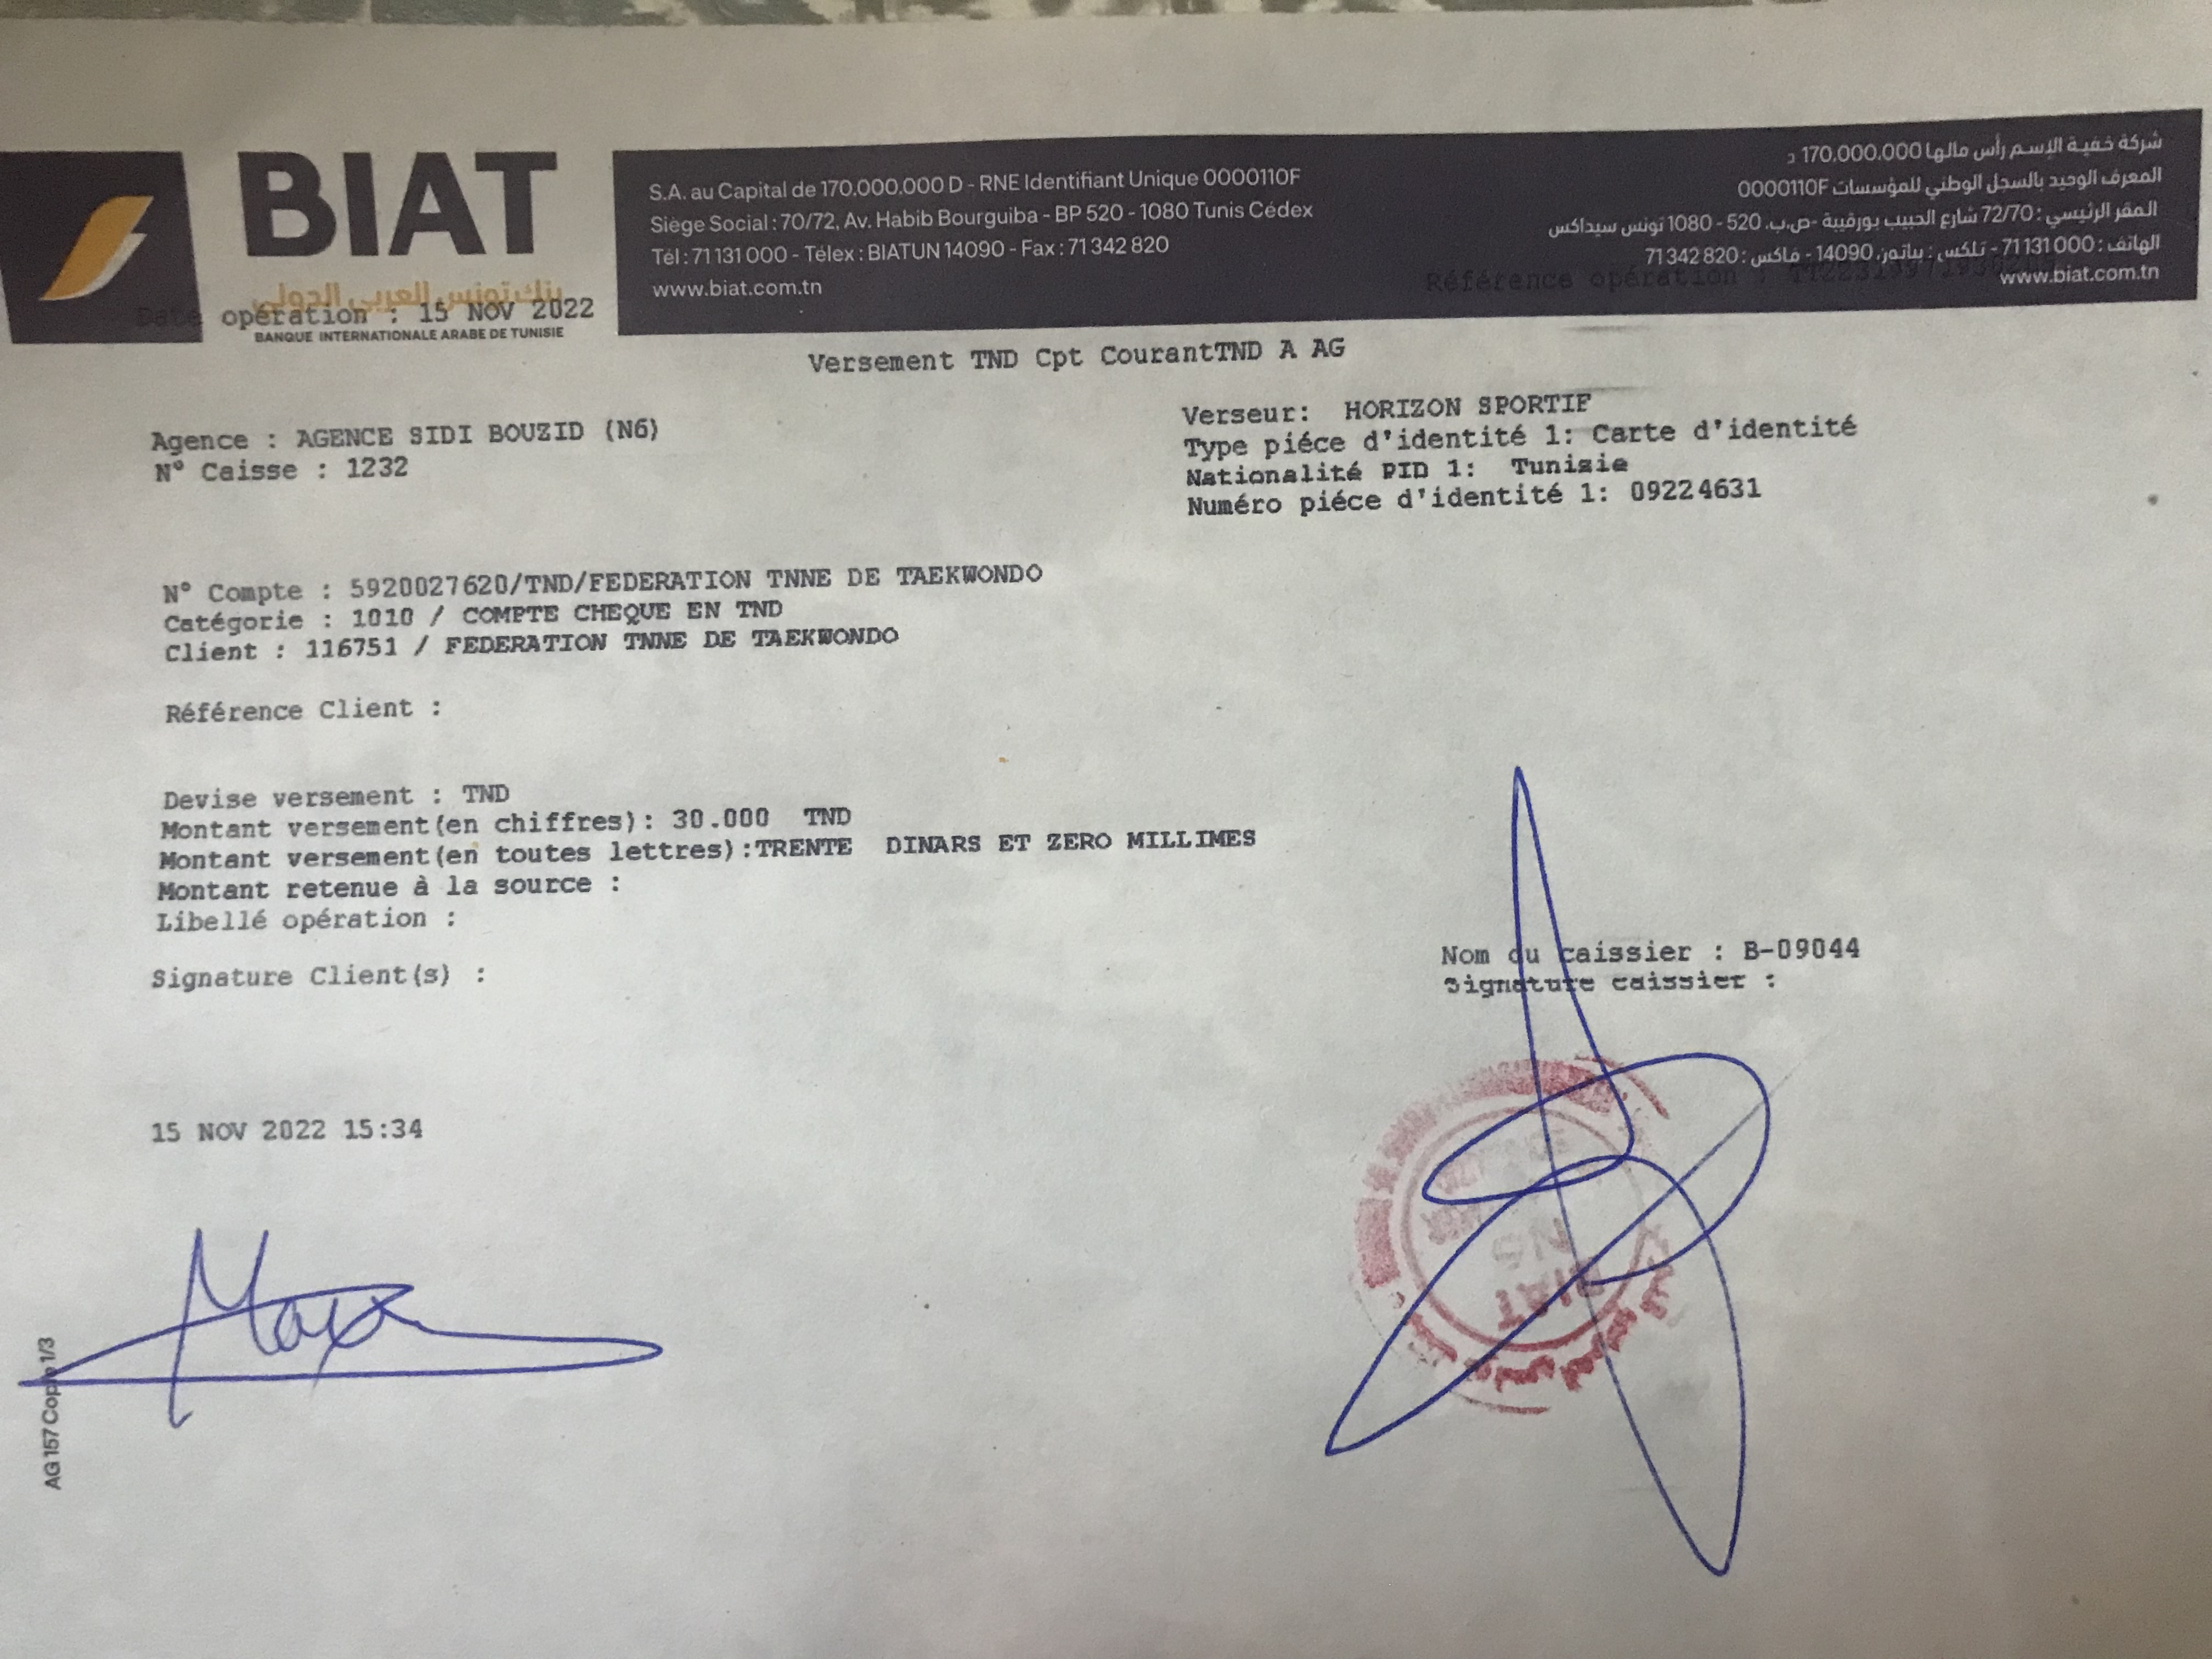 BIAT
بنك تونس العربي الدولي
BANQUE INTERNATIONALE ARABE DE TUNISIE
S.A. au Capital de 170.000.000 D - RNE Identifiant Unique 0000110F
Siège Social : 70/72, Av. Habib Bourguiba - BP 520 - 1080 Tunis Cédex
Tél : 71 131 000 - Télex : BIATUN 14090 - Fax : 71 342 820
www.biat.com.tn
شركة خفية الإسم رأس مالها 170.000.000 د
المعرف الوحيد بالسجل الوطني للمؤسسات 0000110F
المقر الرئيسي : 72/70 شارع الحبيب بورقيبة -ص.ب. 520 - 1080 تونس سيداكس
الهاتف : 71 131 000 - تلكس : بياتون 14090 - فاكس : 71 342 820
www.biat.com.tn
Date opération : 15 NOV 2022
Référence opération :
Versement TND Cpt CourantTND A AG
Agence : AGENCE SIDI BOUZID (N6)
N° Caisse : 1232
Verseur: HORIZON SPORTIF
Type piéce d'identité 1: Carte d'identité
Nationalité PID 1: Tunisie
Numéro piéce d'identité 1: 09224631
N° Compte : 5920027620/TND/FEDERATION TNNE DE TAEKWONDO
Catégorie : 1010 / COMPTE CHEQUE EN TND
Client : 116751 / FEDERATION TNNE DE TAEKWONDO
Référence Client :
Devise versement : TND
Montant versement(en chiffres): 30.000 TND
Montant versement(en toutes lettres):TRENTE DINARS ET ZERO MILLIMES
Montant retenue à la source :
Libellé opération :
Signature Client(s) :
Nom du caissier : B-09044
Signature caissier :
15 NOV 2022 15:34
BIAT
AG 157 Copie 1/3